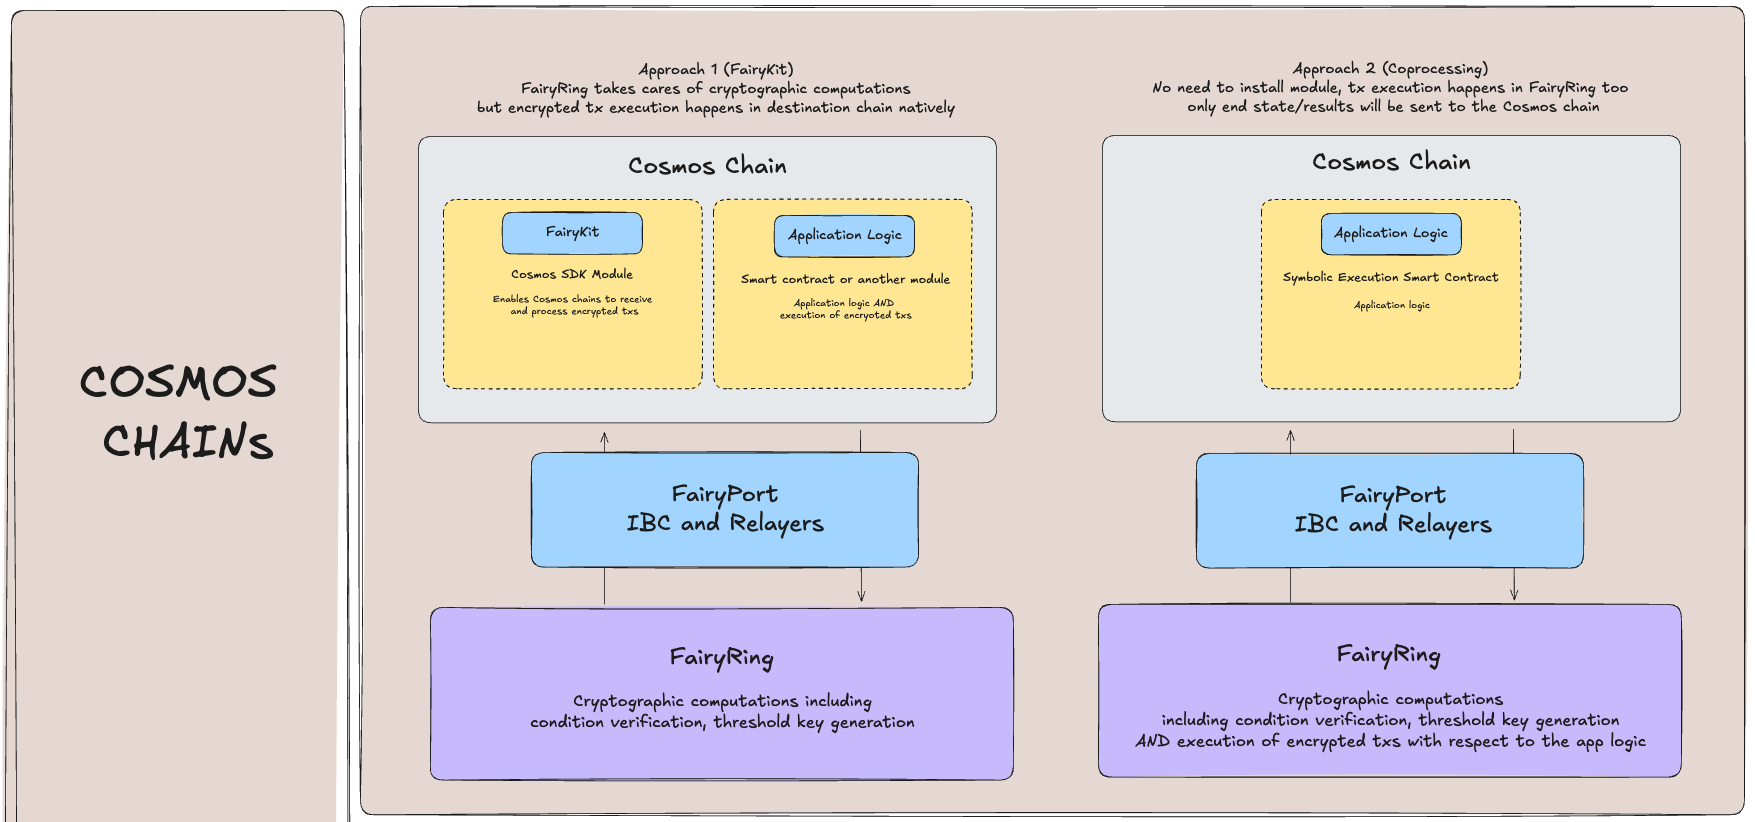 COSMOS
CHAINs
Approach 1 (FairyKit)
FairyRing takes cares of cryptographic computations
but encrypted tx execution happens in destination chain natively
Cosmos Chain
FairyKit
Cosmos SDK Module
Enables Cosmos chains to receive
and process encrypted txs
Application Logic
Smart contract or another module
Application logic AND
execution of encryoted txs
FairyPort
IBC and Relayers
FairyRing
Cryptographic computations including
condition verification, threshold key generation
Approach 2 (Coprocessing)
No need to install module, tx execution happens in FairyRing too
only end state/results will be sent to the Cosmos chain
Cosmos Chain
Application Logic
Symbolic Execution Smart Contract
Application logic
FairyPort
IBC and Relayers
FairyRing
Cryptographic computations
including condition verification, threshold key generation
AND execution of encrypted txs with respect to the app logic